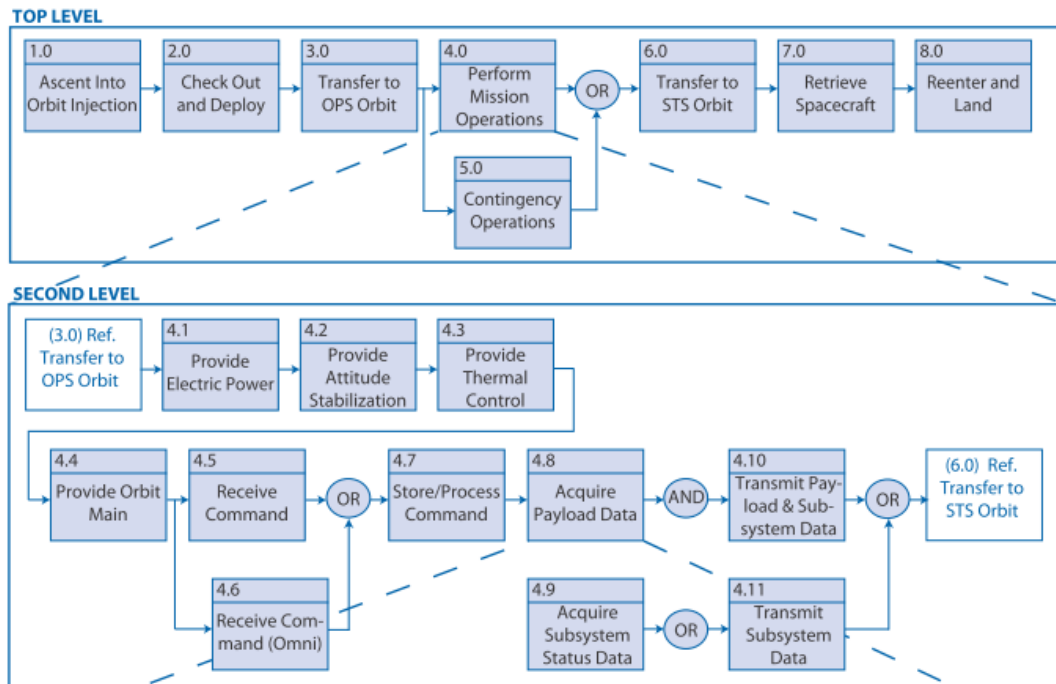 TOP LEVEL
1.0
Ascent Into
Orbit Injection
2.0
Check Out
and Deploy
3.0
Transfer to
OPS Orbit
4.0
Perform
Mission
Operations
OR
6.0
Transfer to
STS Orbit
7.0
Retrieve
Spacecraft
8.0
Reenter and
Land
5.0
Contingency
Operations
SECOND LEVEL
(3.0) Ref.
Transfer to
OPS Orbit
4.1
Provide
Electric Power
4.2
Provide
Attitude
Stabilization
4.3
Provide
Thermal
Control
4.4
Provide Orbit
Main
4.5
Receive
Command
OR
4.7
Store/Process
Command
4.8
Acquire
Payload Data
AND
4.10
Transmit Pay-
load & Sub-
system Data
OR
(6.0) Ref.
Transfer to
STS Orbit
4.6
Receive Com-
mand (Omni)
4.9
Acquire
Subsystem
Status Data
OR
4.11
Transmit
Subsystem
Data